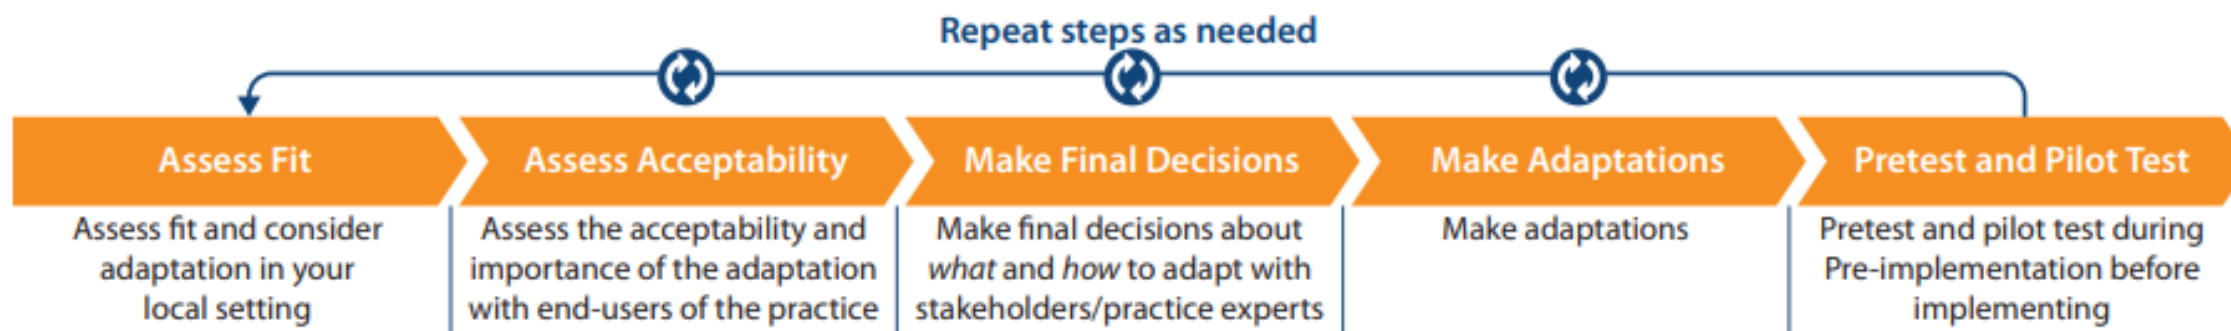 Repeat steps as needed
Assess Fit
Assess fit and consider
adaptation in your
local setting
Assess Acceptability
Assess the acceptability and
importance of the adaptation
with end-users of the practice
Make Final Decisions
Make final decisions about
what and how to adapt with
stakeholders/practice experts
Make Adaptations
Make adaptations
Pretest and Pilot Test
Pretest and pilot test during
Pre-implementation before
implementing